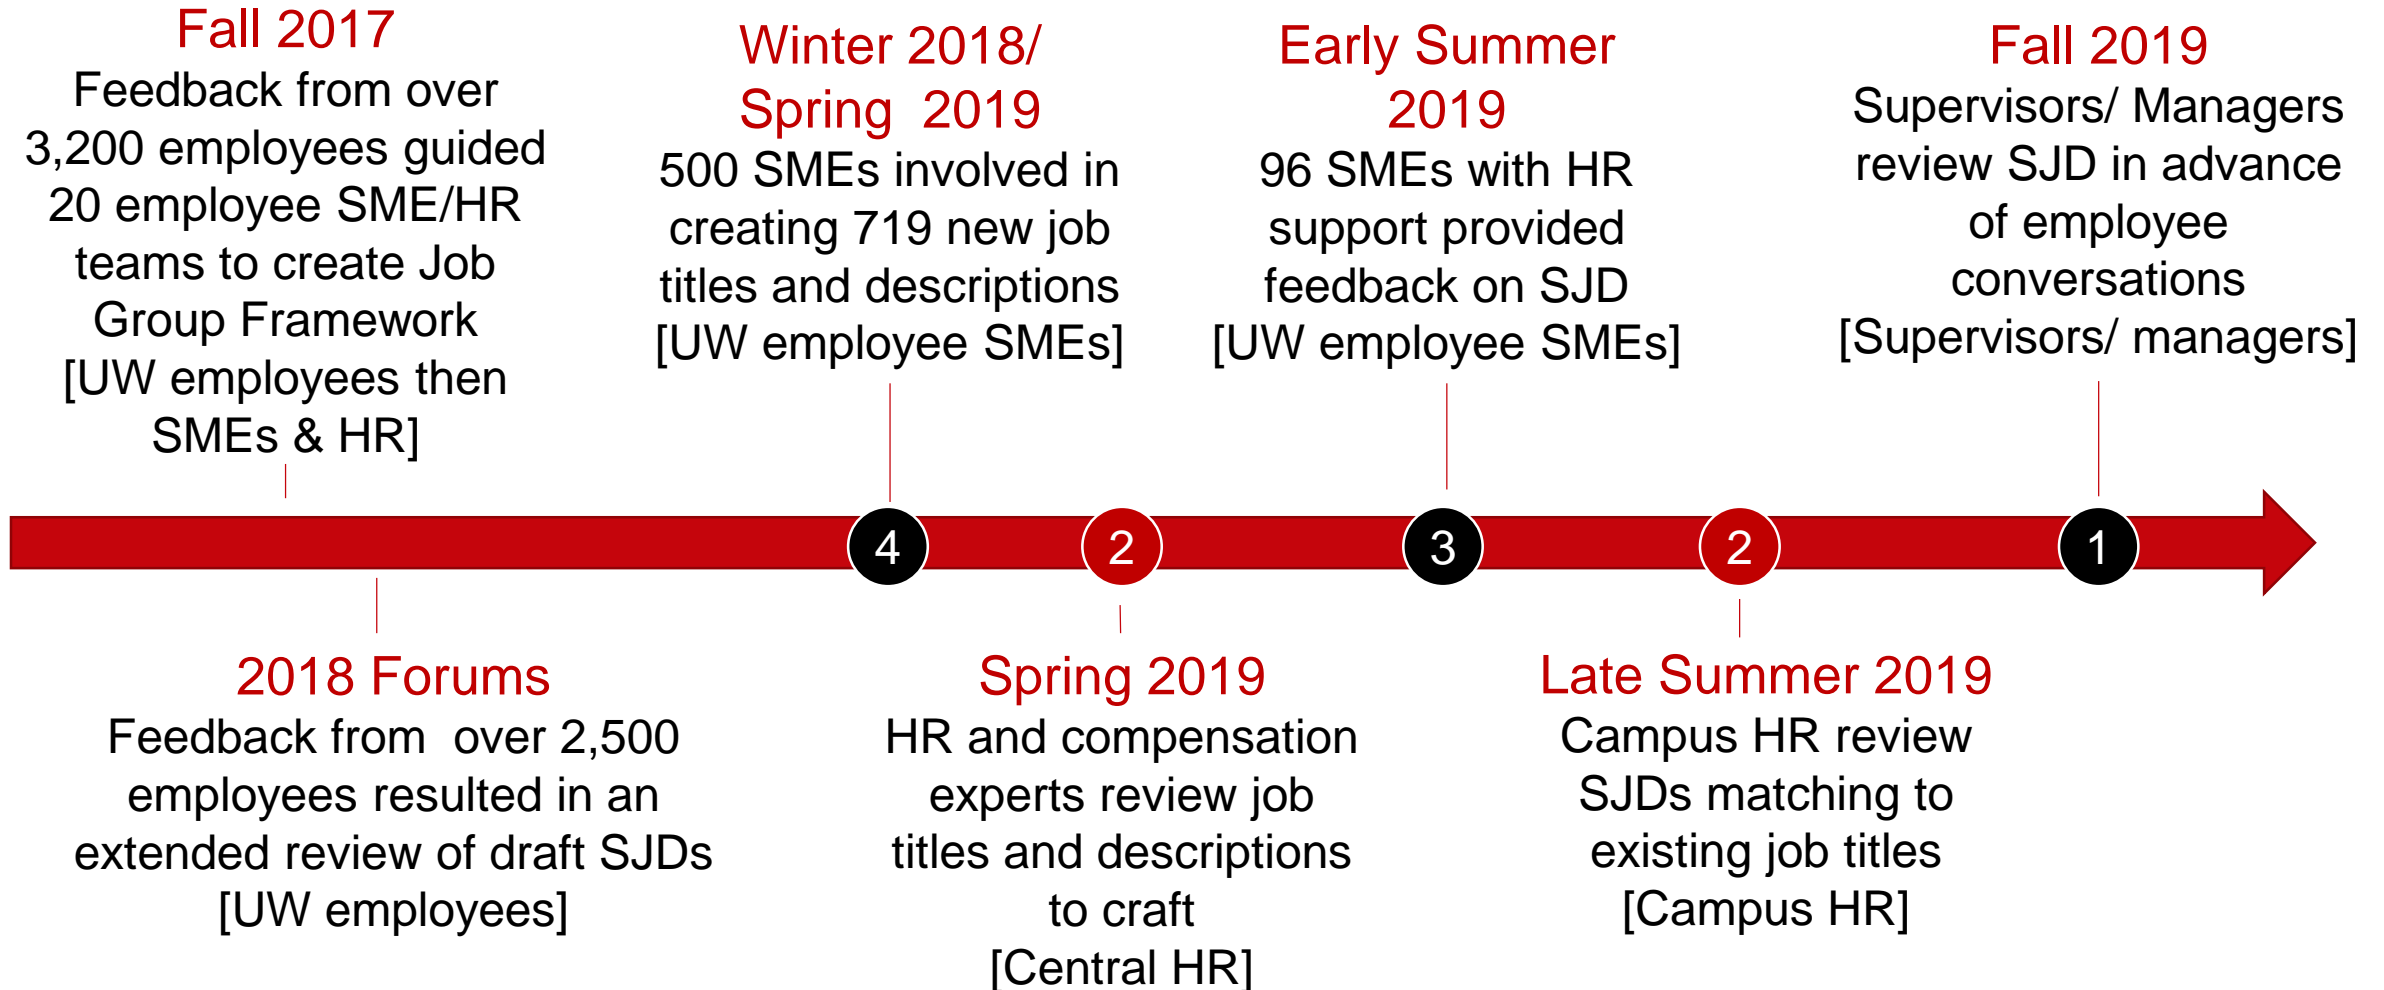 Fall 2017
Feedback from over
3,200 employees guided
20 employee SME/HR
teams to create Job
Group Framework
[UW employees then
SMEs & HR]
Winter 2018/
Spring  2019
500 SMEs involved in
creating 719 new job
titles and descriptions
[UW employee SMEs]
Early Summer
2019
96 SMEs with HR
support provided
feedback on SJD
[UW employee SMEs]
Fall 2019
Supervisors/ Managers
review SJD in advance
of employee
conversations
[Supervisors/ managers]
4
2
3
2
1
2018 Forums
Feedback from  over 2,500
employees resulted in an
extended review of draft SJDs
[UW employees]
Spring 2019
HR and compensation
experts review job
titles and descriptions
to craft
[Central HR]
Late Summer 2019
Campus HR review
SJDs matching to
existing job titles
[Campus HR]